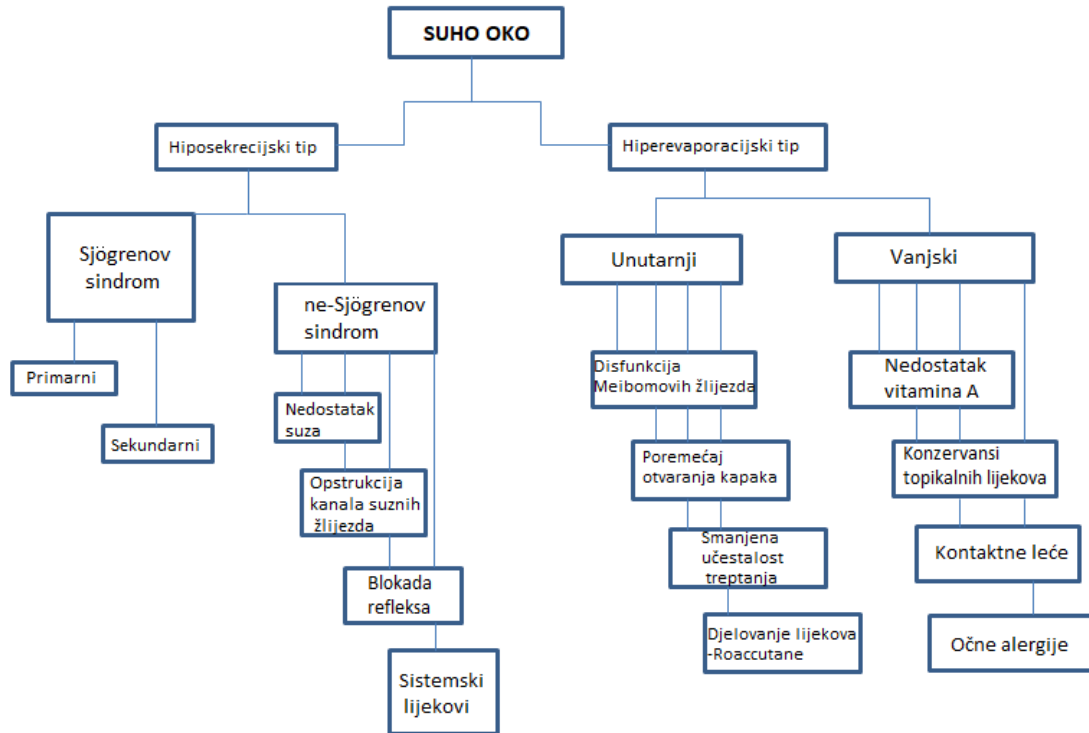 SUHO OKO
Hiposekrecijski tip
Hiperevaporacijski tip
Sjögrenov
sindrom
Unutarnji
Vanjski
ne-Sjögrenov
sindrom
Primarni
Sekundarni
Nedostatak
suza
Opstrukcija
kanala suznih
žlijezda
Blokada
refleksa
Sistemski
lijekovi
Disfunkcija
Meibomovih žlijezda
Poremećaj
otvaranja kapaka
Smanjena
učestalost
treptanja
Djelovanje lijekova
-Roaccutane
Nedostatak
vitamina A
Konzervansi
topikalnih lijekova
Kontaktne leće
Očne alergije